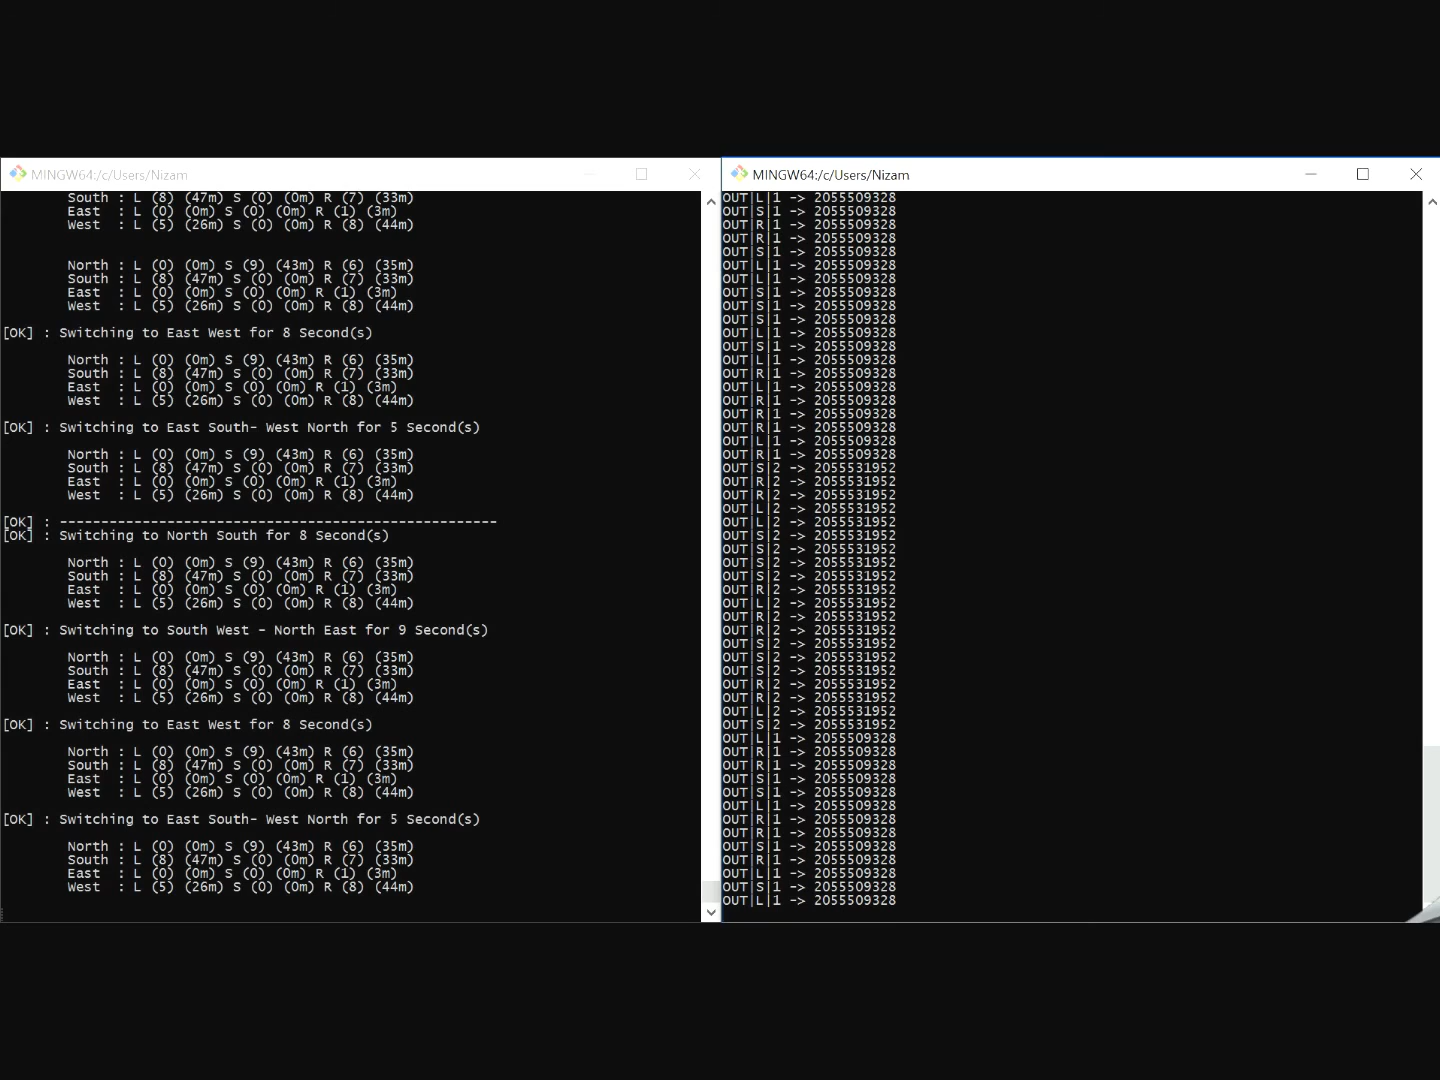 MINGW64:/c/Users/Nizam
South : L (8) (47m) S (0) (0m) R (7) (33m)
East : L (0) (0m) S (0) (0m) R (1) (3m)
West : L (5) (26m) S (0) (0m) R (8) (44m)
North : L (0) (0m) S (9) (43m) R (6) (35m)
South : L (8) (47m) S (0) (0m) R (7) (33m)
East : L (0) (0m) S (0) (0m) R (1) (3m)
West : L (5) (26m) S (0) (0m) R (8) (44m)
[OK] : Switching to East West for 8 Second(s)
North : L (0) (0m) S (9) (43m) R (6) (35m)
South : L (8) (47m) S (0) (0m) R (7) (33m)
East : L (0) (0m) S (0) (0m) R (1) (3m)
West : L (5) (26m) S (0) (0m) R (8) (44m)
[OK] : Switching to East South- West North for 5 Second(s)
North : L (0) (0m) S (9) (43m) R (6) (35m)
South : L (8) (47m) S (0) (0m) R (7) (33m)
East : L (0) (0m) S (0) (0m) R (1) (3m)
West : L (5) (26m) S (0) (0m) R (8) (44m)
[OK] : -----------------------------------------------------
[OK] : Switching to North South for 8 Second(s)
North : L (0) (0m) S (9) (43m) R (6) (35m)
South : L (8) (47m) S (0) (0m) R (7) (33m)
East : L (0) (0m) S (0) (0m) R (1) (3m)
West : L (5) (26m) S (0) (0m) R (8) (44m)
[OK] : Switching to South West - North East for 9 Second(s)
North : L (0) (0m) S (9) (43m) R (6) (35m)
South : L (8) (47m) S (0) (0m) R (7) (33m)
East : L (0) (0m) S (0) (0m) R (1) (3m)
West : L (5) (26m) S (0) (0m) R (8) (44m)
[OK] : Switching to East West for 8 Second(s)
North : L (0) (0m) S (9) (43m) R (6) (35m)
South : L (8) (47m) S (0) (0m) R (7) (33m)
East : L (0) (0m) S (0) (0m) R (1) (3m)
West : L (5) (26m) S (0) (0m) R (8) (44m)
[OK] : Switching to East South- West North for 5 Second(s)
North : L (0) (0m) S (9) (43m) R (6) (35m)
South : L (8) (47m) S (0) (0m) R (7) (33m)
East : L (0) (0m) S (0) (0m) R (1) (3m)
West : L (5) (26m) S (0) (0m) R (8) (44m)
MINGW64:/c/Users/Nizam
OUT|L|1 -> 2055509328
OUT|S|1 -> 2055509328
OUT|R|1 -> 2055509328
OUT|R|1 -> 2055509328
OUT|S|1 -> 2055509328
OUT|L|1 -> 2055509328
OUT|L|1 -> 2055509328
OUT|S|1 -> 2055509328
OUT|S|1 -> 2055509328
OUT|S|1 -> 2055509328
OUT|L|1 -> 2055509328
OUT|S|1 -> 2055509328
OUT|L|1 -> 2055509328
OUT|R|1 -> 2055509328
OUT|L|1 -> 2055509328
OUT|R|1 -> 2055509328
OUT|R|1 -> 2055509328
OUT|R|1 -> 2055509328
OUT|L|1 -> 2055509328
OUT|R|1 -> 2055509328
OUT|S|2 -> 2055531952
OUT|R|2 -> 2055531952
OUT|R|2 -> 2055531952
OUT|L|2 -> 2055531952
OUT|L|2 -> 2055531952
OUT|S|2 -> 2055531952
OUT|S|2 -> 2055531952
OUT|S|2 -> 2055531952
OUT|S|2 -> 2055531952
OUT|R|2 -> 2055531952
OUT|L|2 -> 2055531952
OUT|R|2 -> 2055531952
OUT|R|2 -> 2055531952
OUT|S|2 -> 2055531952
OUT|S|2 -> 2055531952
OUT|S|2 -> 2055531952
OUT|R|2 -> 2055531952
OUT|R|2 -> 2055531952
OUT|L|2 -> 2055531952
OUT|S|2 -> 2055531952
OUT|L|1 -> 2055509328
OUT|R|1 -> 2055509328
OUT|R|1 -> 2055509328
OUT|S|1 -> 2055509328
OUT|S|1 -> 2055509328
OUT|L|1 -> 2055509328
OUT|R|1 -> 2055509328
OUT|R|1 -> 2055509328
OUT|S|1 -> 2055509328
OUT|R|1 -> 2055509328
OUT|L|1 -> 2055509328
OUT|S|1 -> 2055509328
OUT|L|1 -> 2055509328